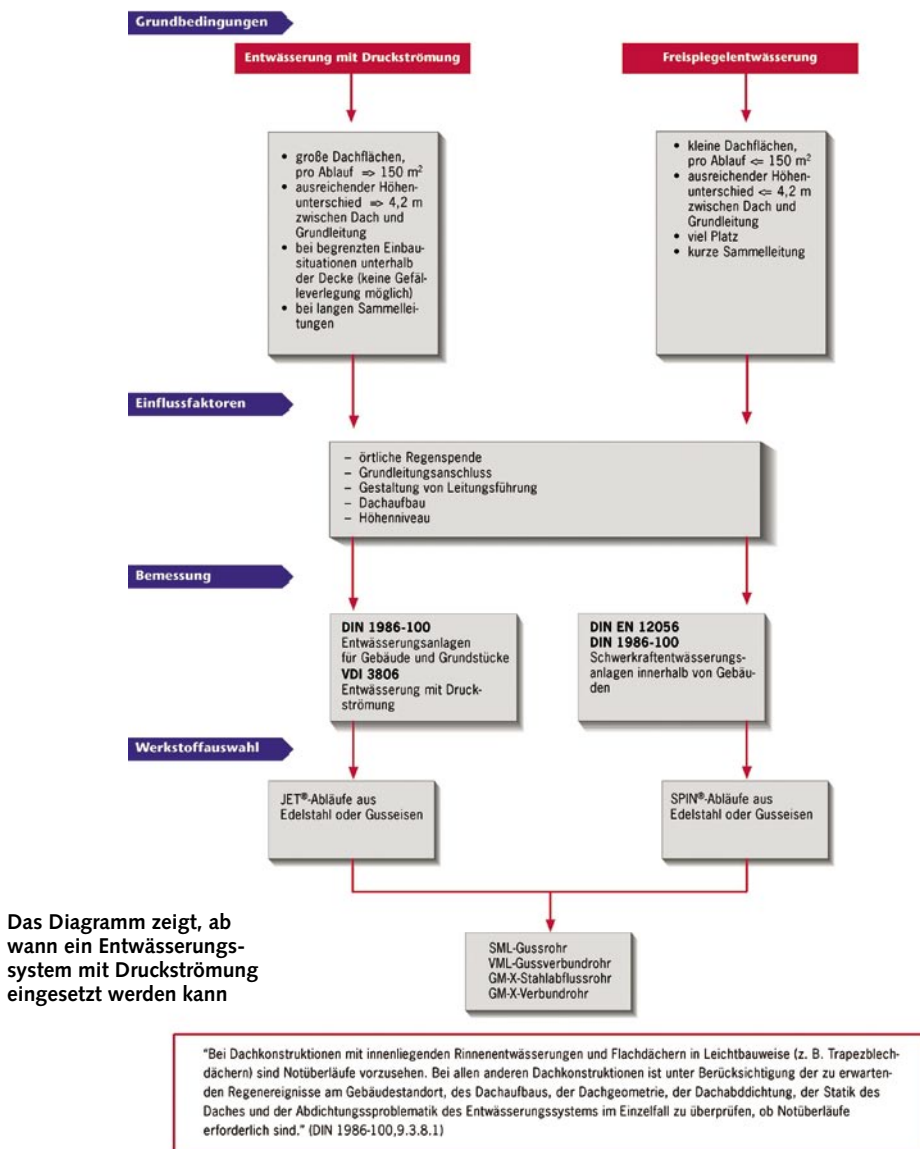 Grundbedingungen
Entwässerung mit Druckströmung
Freispiegelentwässerung
• große Dachflächen,
pro Ablauf => 150 m²
• ausreichender Höhen-
unterschied => 4,2 m
zwischen Dach und
Grundleitung
• bei begrenzten Einbau-
situationen unterhalb
der Decke (keine Gefäl-
leverlegung möglich)
• bei langen Sammellei-
tungen
• kleine Dachflächen,
pro Ablauf <= 150 m²
• ausreichender Höhen-
unterschied <= 4,2 m
zwischen Dach und
Grundleitung
• viel Platz
• kurze Sammelleitung
Einflussfaktoren
– örtliche Regenspende
– Grundleitungsanschluss
– Gestaltung von Leitungsführung
– Dachaufbau
– Höhenniveau
Bemessung
DIN 1986-100
Entwässerungsanlagen
für Gebäude und Grundstücke
VDI 3806
Entwässerung mit Druck-
strömung
DIN EN 12056
DIN 1986-100
Schwerkraftentwässerungs-
anlagen innerhalb von Gebäu-
den
Werkstoffauswahl
JET®-Abläufe aus
Edelstahl oder Gusseisen
SPIN®-Abläufe aus
Edelstahl oder Gusseisen
SML-Gussrohr
VML-Gussverbundrohr
GM-X-Stahlabflussrohr
GM-X-Verbundrohr
Das Diagramm zeigt, ab
wann ein Entwässerungs-
system mit Druckströmung
eingesetzt werden kann
"Bei Dachkonstruktionen mit innenliegenden Rinnenentwässerungen und Flachdächern in Leichtbauweise (z. B. Trapezblech-
dächern) sind Notüberläufe vorzusehen. Bei allen anderen Dachkonstruktionen ist unter Berücksichtigung der zu erwarten-
den Regenereignisse am Gebäudestandort, des Dachaufbaus, der Dachgeometrie, der Dachabddichtung, der Statik des
Daches und der Abdichtungssproblematik des Entwässerungssystems im Einzelfall zu überprüfen, ob Notüberläufe
erforderlich sind." (DIN 1986-100,9.3.8.1)